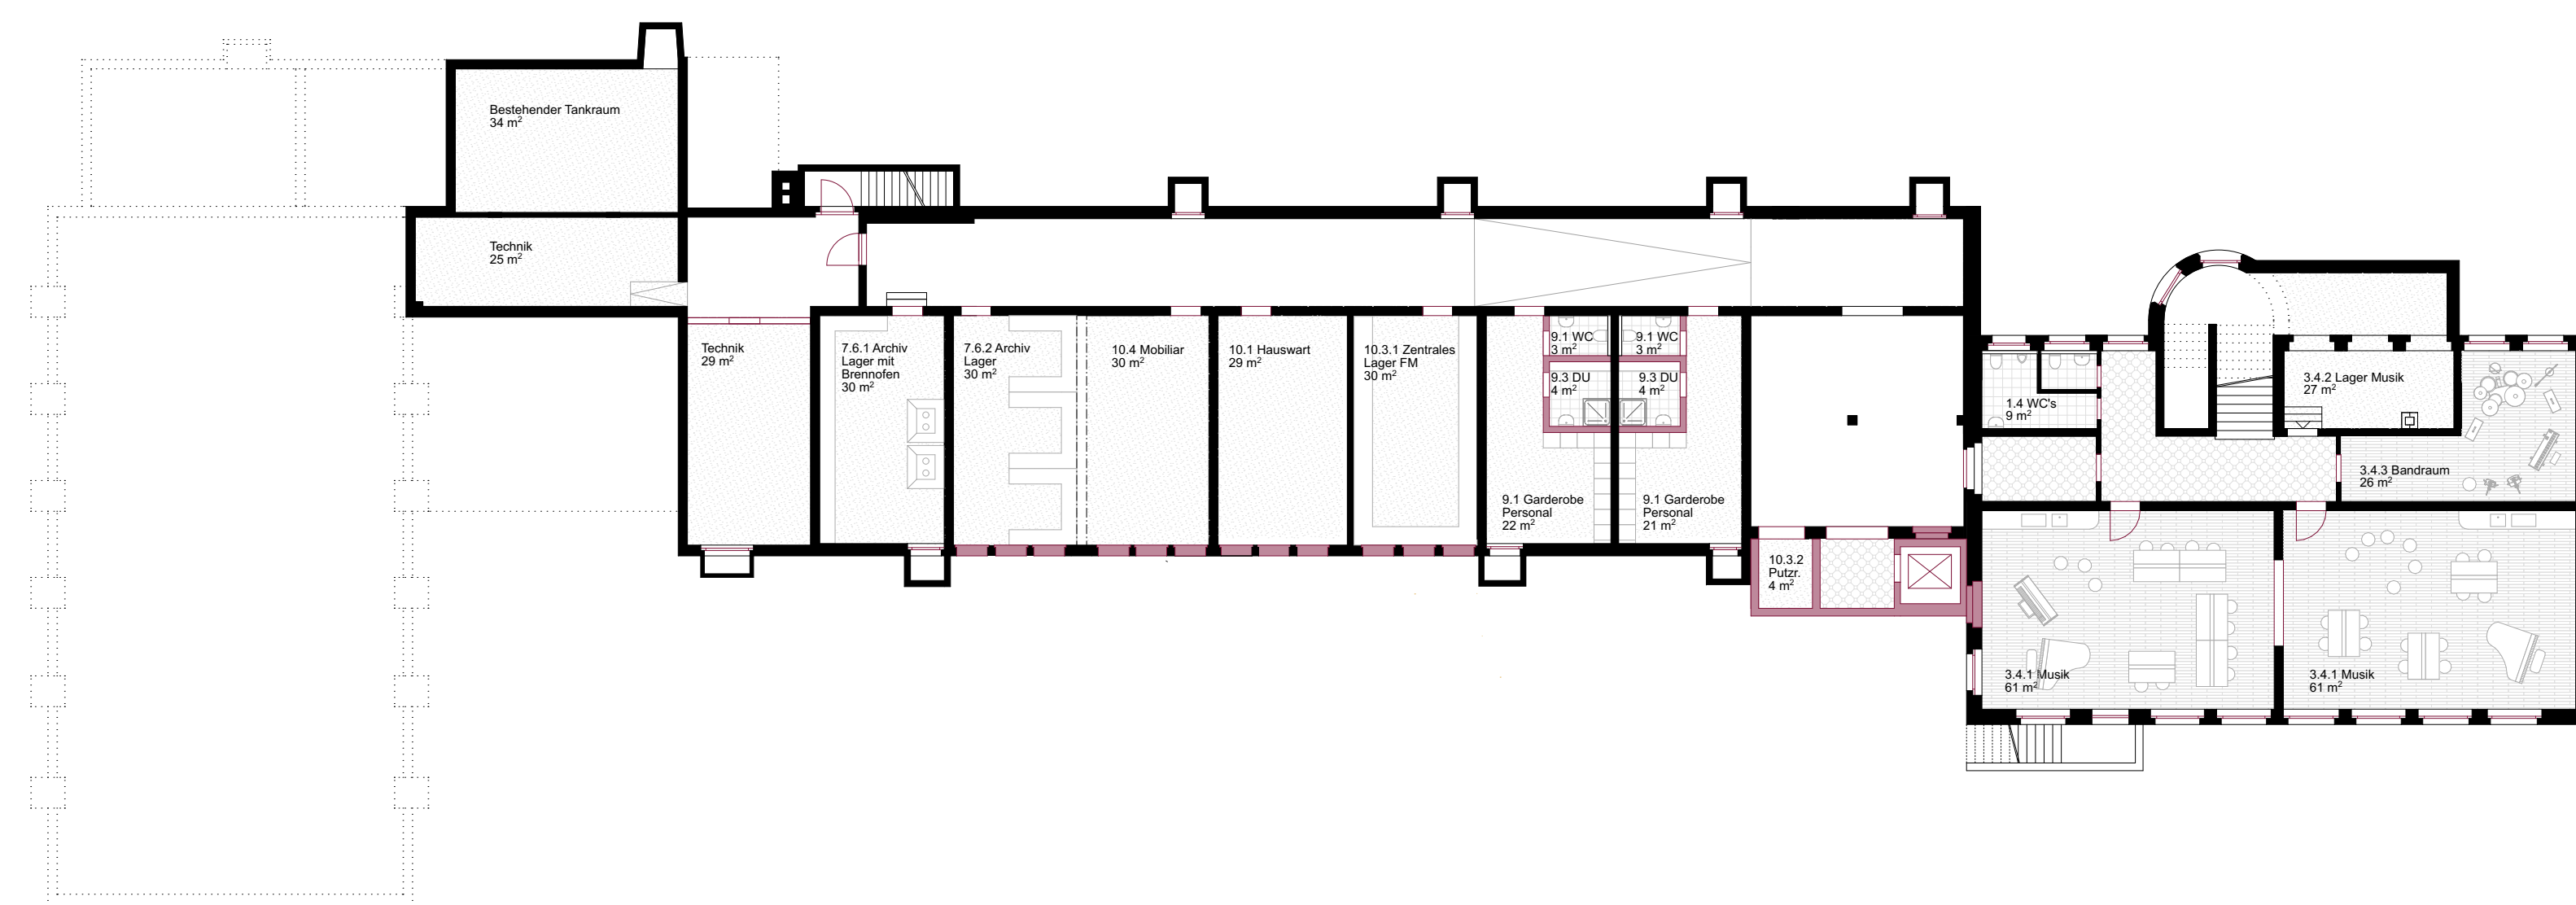 Bestehender Tankraum
34 m²
Technik
25 m²
Technik
29 m²
7.6.1 Archiv
Lager mit
Brennofen
30 m²
7.6.2 Archiv
Lager
30 m²
10.4 Mobiliar
30 m²
10.1 Hauswart
29 m²
10.3.1 Zentrales
Lager FM
30 m²
9.1 WC
3 m²
9.3 DU
4 m²
9.1 Garderobe
Personal
22 m²
9.1 WC
3 m²
9.3 DU
4 m²
9.1 Garderobe
Personal
21 m²
10.3.2
Putzr.
4 m²
1.4 WC's
9 m²
3.4.2 Lager Musik
27 m²
3.4.3 Bandraum
26 m²
3.4.1 Musik
61 m²
3.4.1 Musik
61 m²